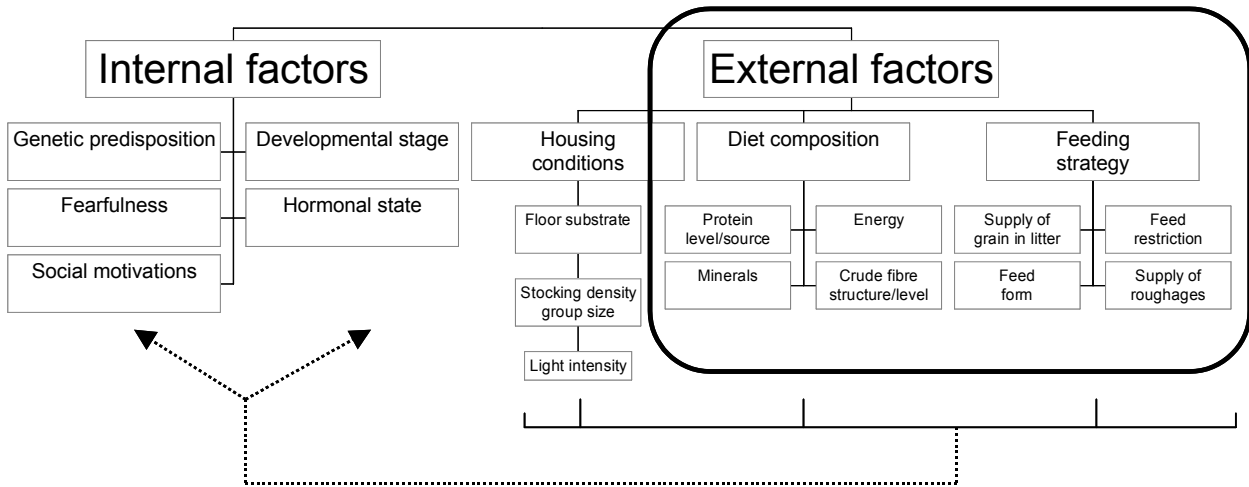 Internal factors
External factors
Genetic predisposition
Developmental stage
Fearfulness
Hormonal state
Social motivations
Housing
conditions
Floor substrate
Stocking density
group size
Light intensity
Diet composition
Protein
level/source
Energy
Minerals
Crude fibre
structure/level
Feeding
strategy
Supply of
grain in litter
Feed
restriction
Feed
form
Supply of
roughages